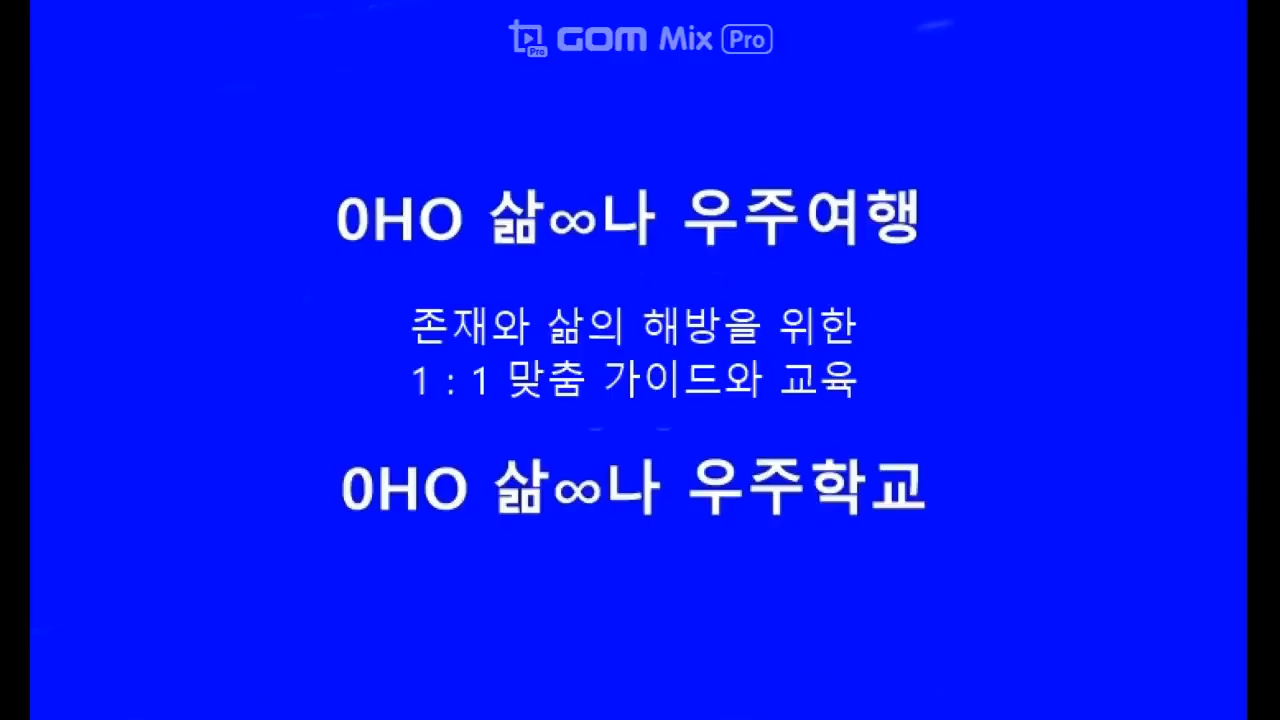 GOM Mix Pro
0HO 삶∞나 우주여행
존재와 삶의 해방을 위한
1 : 1 맞춤 가이드와 교육
0HO 삶∞나 우주학교